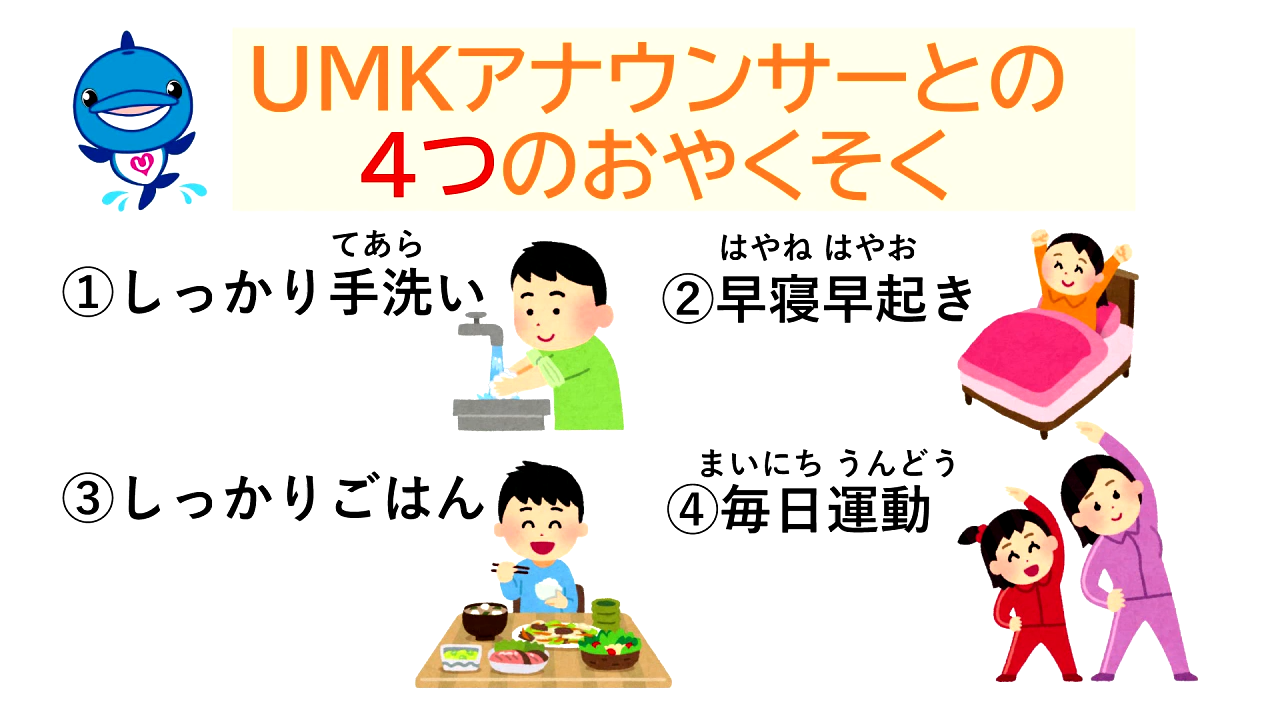 UMKアナウンサーとの
4つのおやくそく
てあら
①しっかり手洗い
はやね はやお
②早寝早起き
③しっかりごはん
まいにち うんどう
④毎日運動